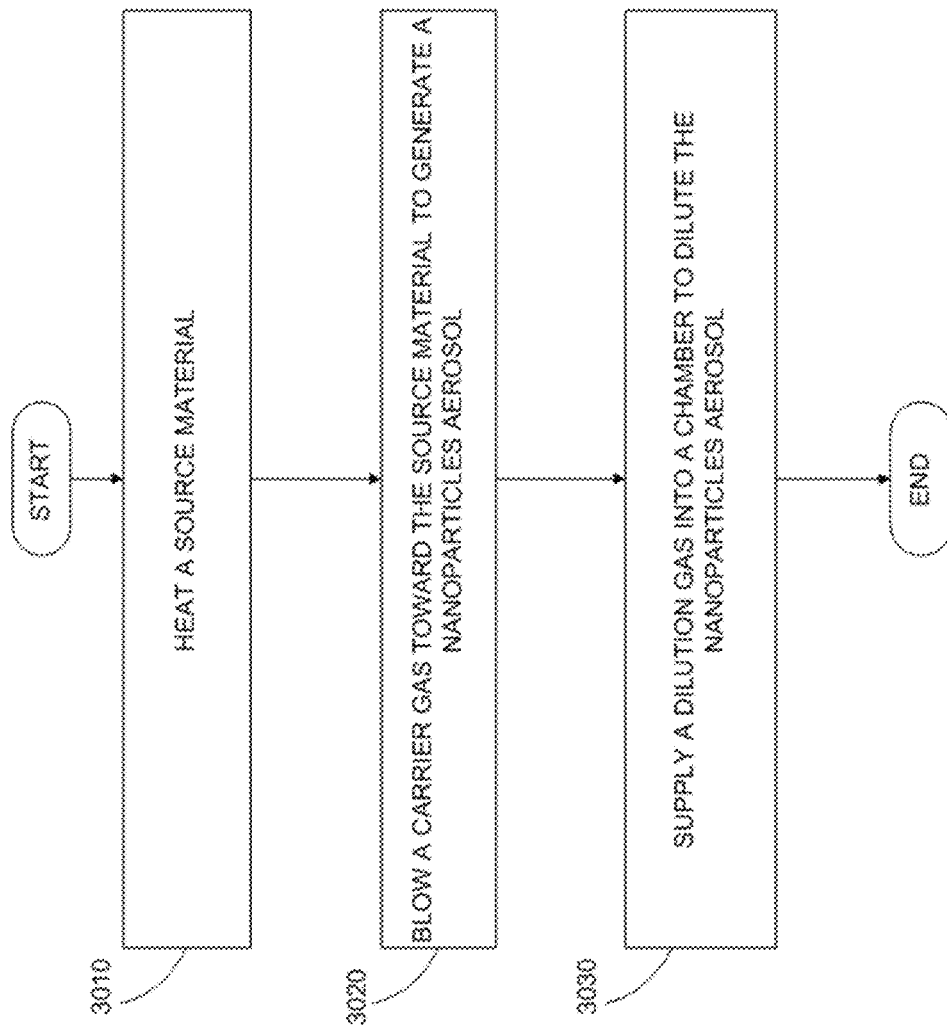 START
3010
HEAT A SOURCE MATERIAL
3020
BLOW A CARRIER GAS TOWARD THE SOURCE MATERIAL TO GENERATE A
NANOPARTICLES AEROSOL
3030
SUPPLY A DILUTION GAS INTO A CHAMBER TO DILUTE THE
NANOPARTICLES AEROSOL
END